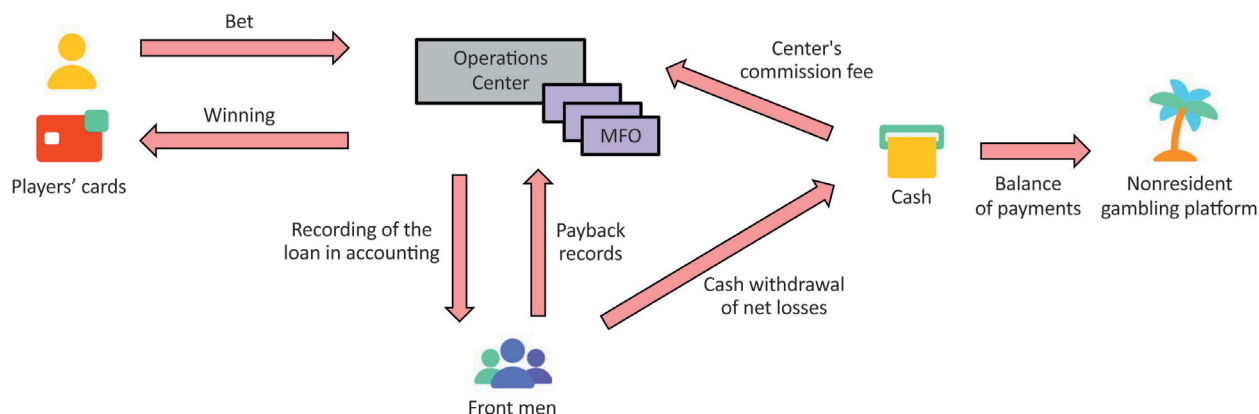 Bet
Operations
Center
MFO
Center's
commission fee
Winning
Players’ cards
Cash
Balance
of payments
Nonresident
gambling platform
Recording of the
loan in accounting
Payback
records
Cash withdrawal
of net losses
Front men